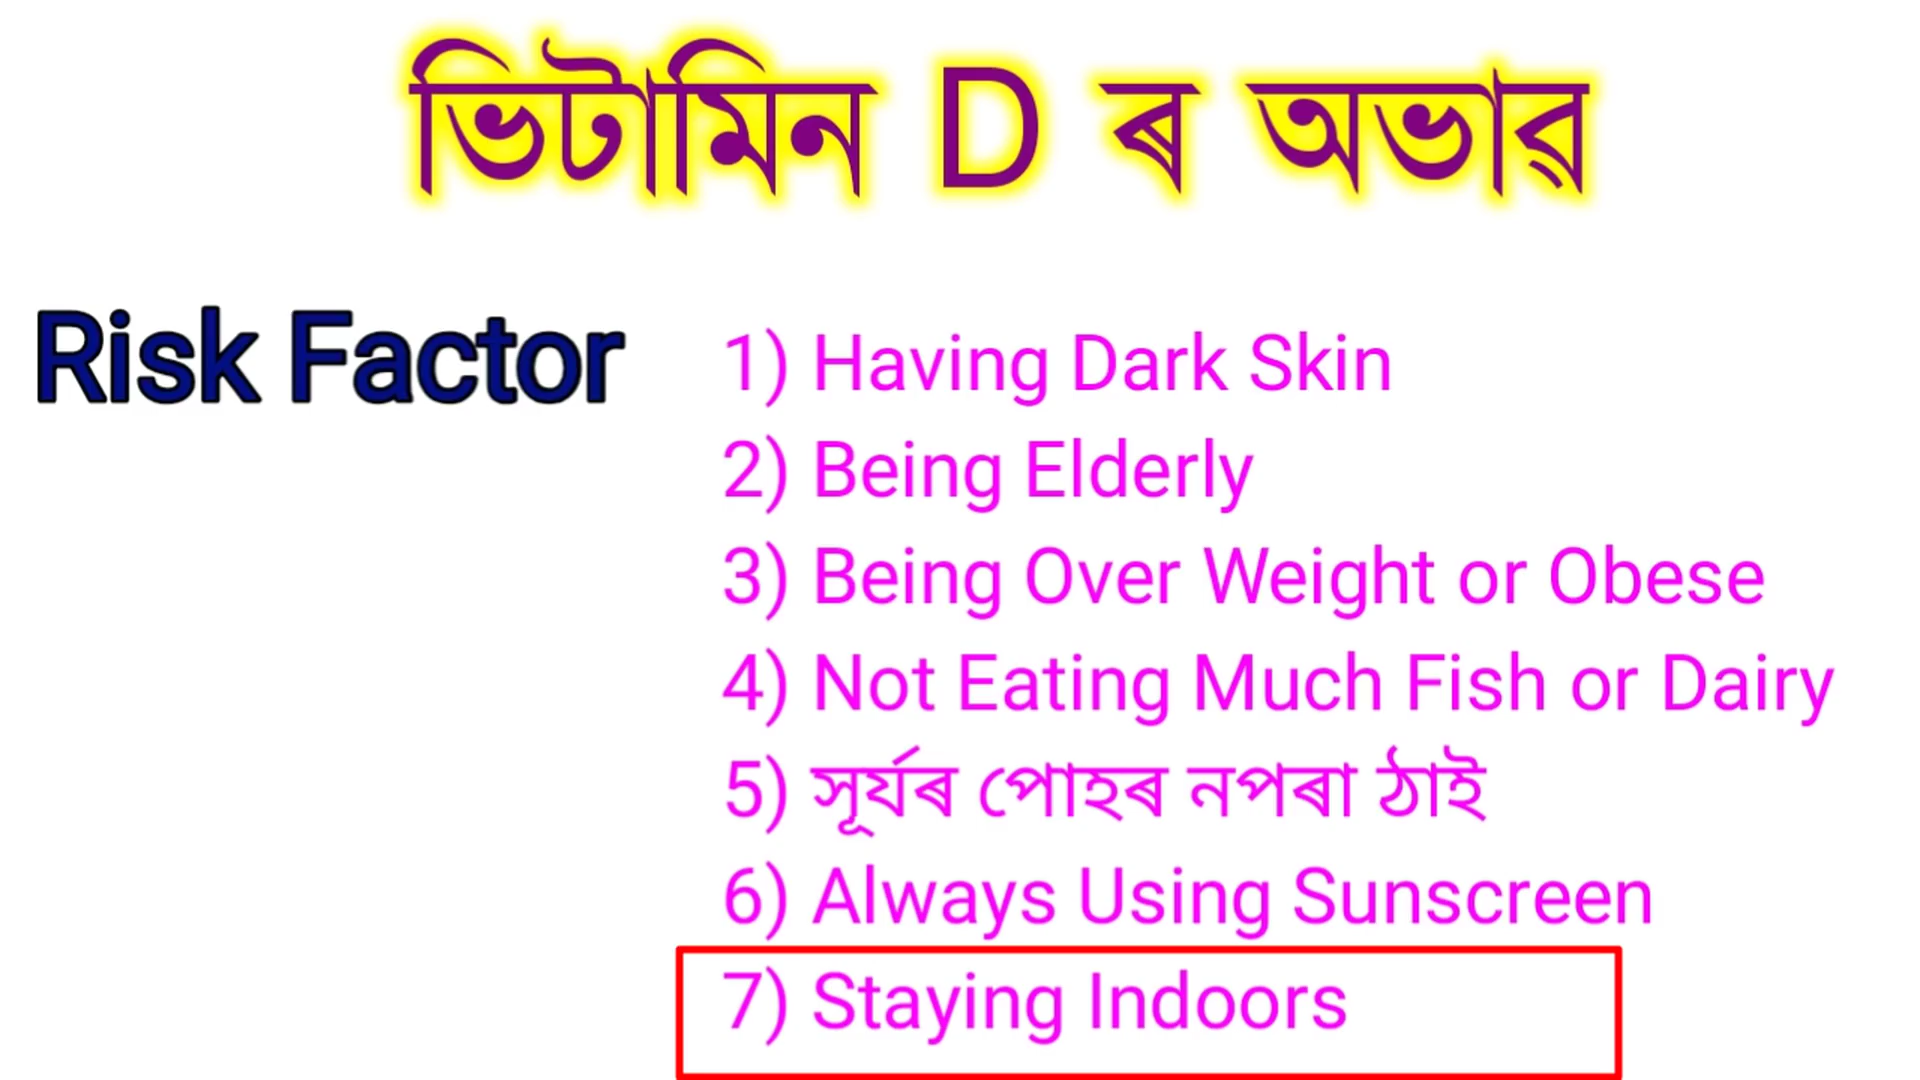 ভিটামিন D ৰ অভাৱ
Risk Factor
1) Having Dark Skin
2) Being Elderly
3) Being Over Weight or Obese
4) Not Eating Much Fish or Dairy
5) সূৰ্যৰ পোহৰ নপৰা ঠাই
6) Always Using Sunscreen
7) Staying Indoors